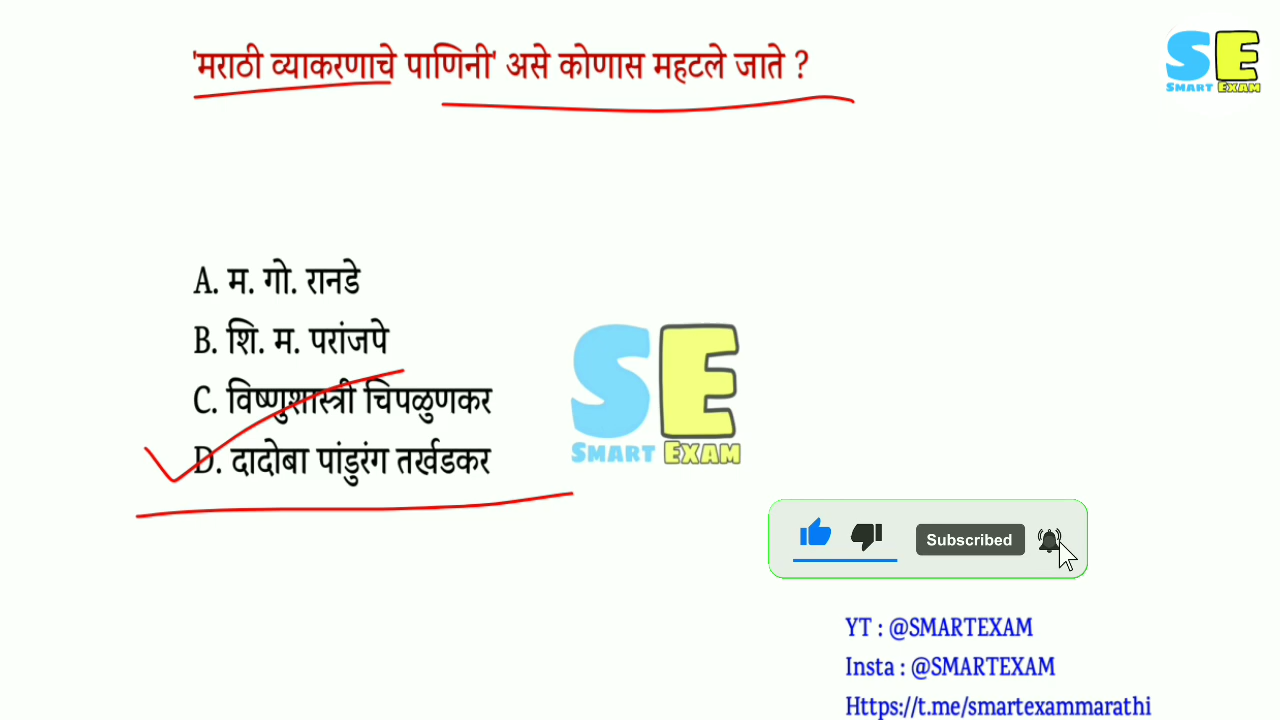 'मराठी व्याकरणाचे पाणिनी' असे कोणास महटले जाते ?
SE
SMART EXAM
A. म. गो. रानडे
B. शि. म. परांजपे
C. विष्णुशास्त्री चिपळुणकर
D. दादोबा पांडुरंग तर्खडकर
SE
SMART EXAM
Subscribed
YT : @SMARTEXAM
Insta : @SMARTEXAM
Https://t.me/smartexammarathi